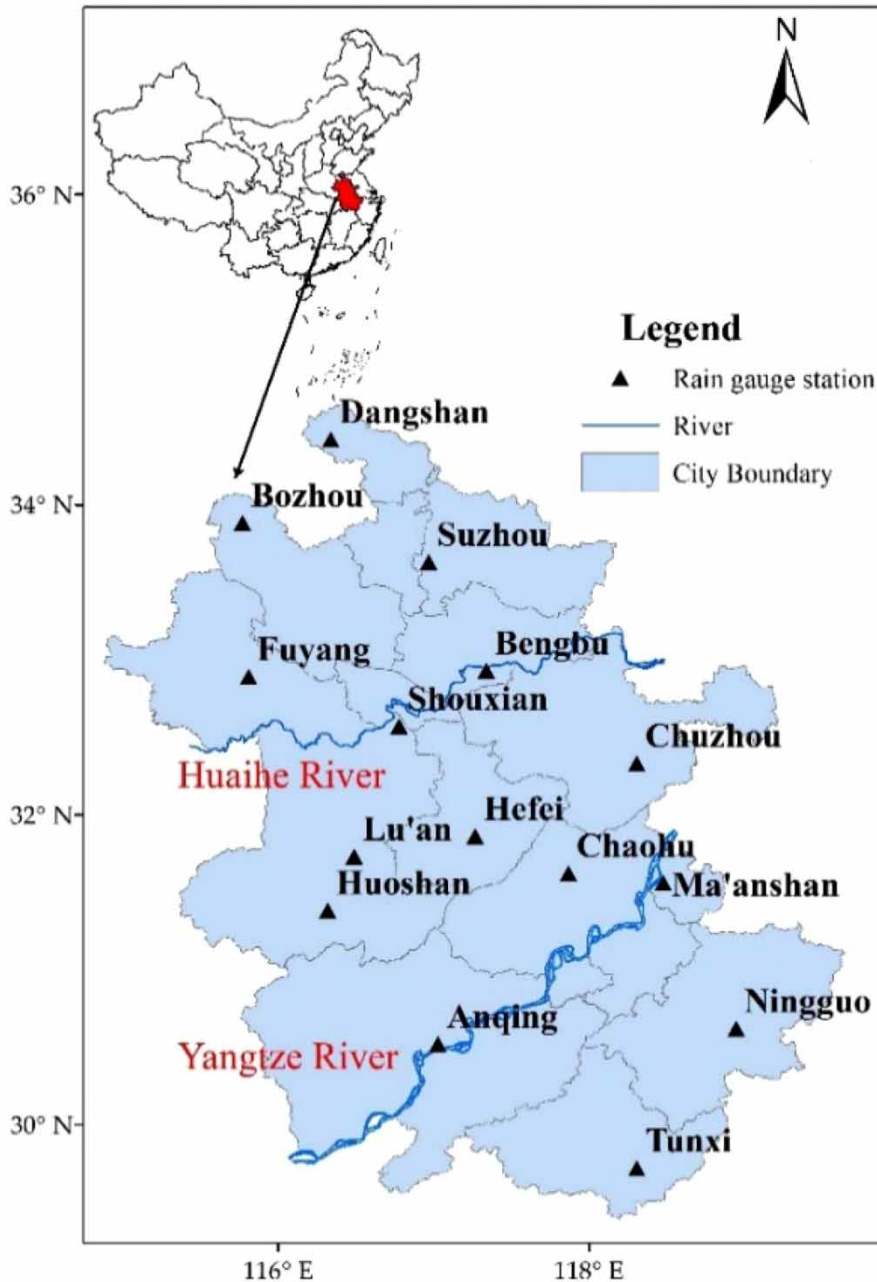 N
36° N
Legend
Rain gauge station
River
City Boundary
Dangshan
34° N
Bozhou
Suzhou
Fuyang
Bengbu
Shouxian
Chuzhou
Huaihe River
32° N
Hefei
Lu'an
Chaohu
Huoshan
Ma'anshan
Ningguo
Anqing
Yangtze River
30° N
Tunxi
116° E
118° E